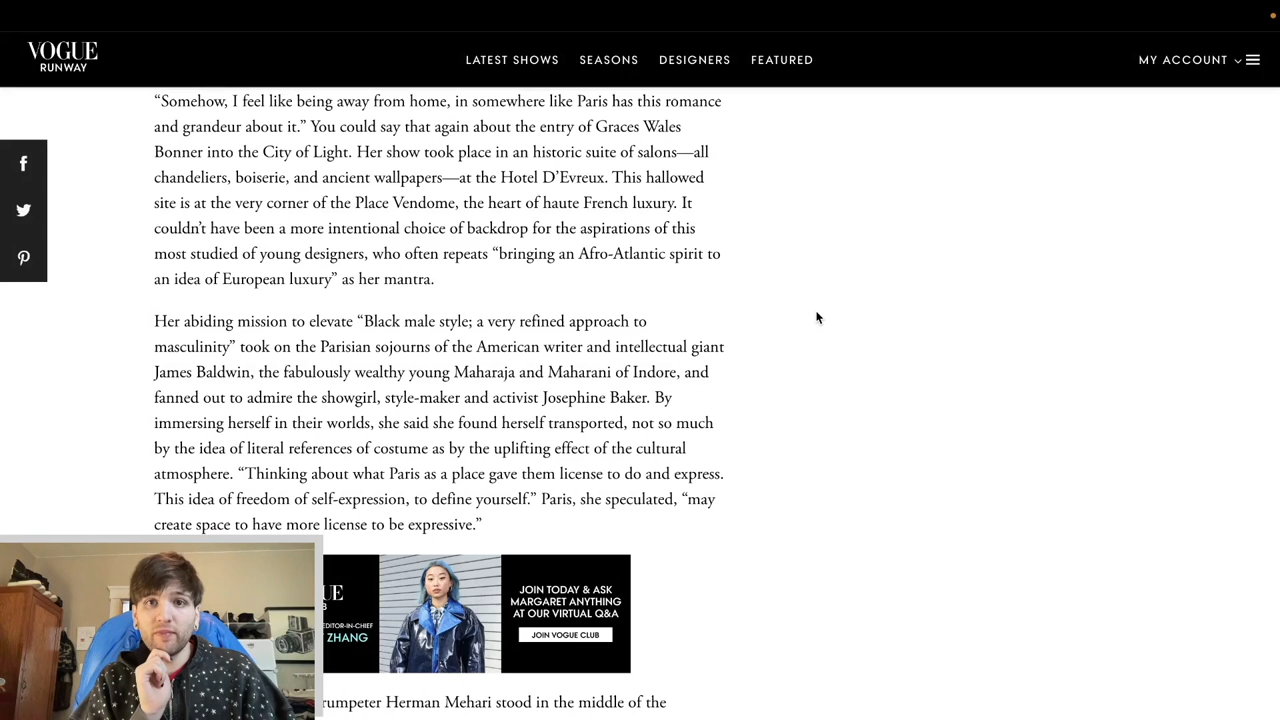 VOGUE
RUNWAY
LATEST SHOWS SEASONS DESIGNERS FEATURED
MY ACCOUNT
“Somehow, I feel like being away from home, in somewhere like Paris has this romance
and grandeur about it.” You could say that again about the entry of Graces Wales
Bonner into the City of Light. Her show took place in an historic suite of salons—all
chandeliers, boiserie, and ancient wallpapers—at the Hotel D’Evreux. This hallowed
site is at the very corner of the Place Vendome, the heart of haute French luxury. It
couldn’t have been a more intentional choice of backdrop for the aspirations of this
most studied of young designers, who often repeats “bringing an Afro-Atlantic spirit to
an idea of European luxury” as her mantra.
Her abiding mission to elevate “Black male style; a very refined approach to
masculinity” took on the Parisian sojourns of the American writer and intellectual giant
James Baldwin, the fabulously wealthy young Maharaja and Maharani of Indore, and
fanned out to admire the showgirl, style-maker and activist Josephine Baker. By
immersing herself in their worlds, she said she found herself transported, not so much
by the idea of literal references of costume as by the uplifting effect of the cultural
atmosphere. “Thinking about what Paris as a place gave them license to do and express.
This idea of freedom of self-expression, to define yourself.” Paris, she speculated, “may
create space to have more license to be expressive.”
UE
B
EDITOR-IN-CHIEF
ZHANG
JOIN TODAY & ASK
MARGARET ANYTHING
AT OUR VIRTUAL Q&A
JOIN VOGUE CLUB
rumpeter Herman Mehari stood in the middle of the